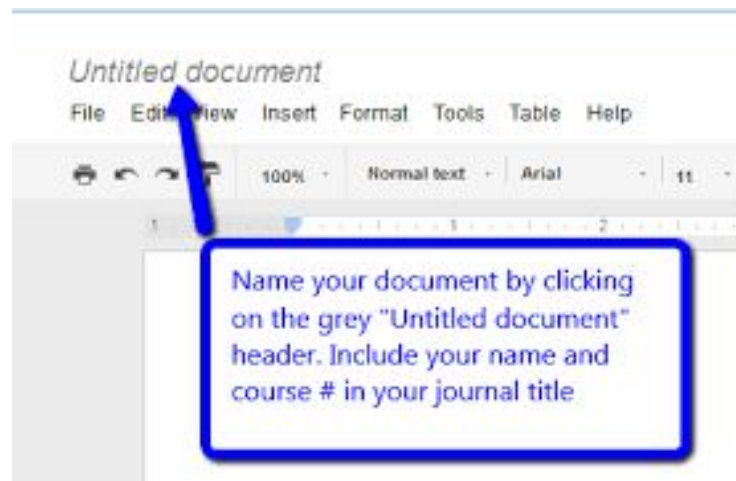 Untitled document
File Edit View Insert Format Tools Table Help
100% Normal text Arial 11
1 1 2
Name your document by clicking
on the grey "Untitled document"
header. Include your name and
course # in your journal title